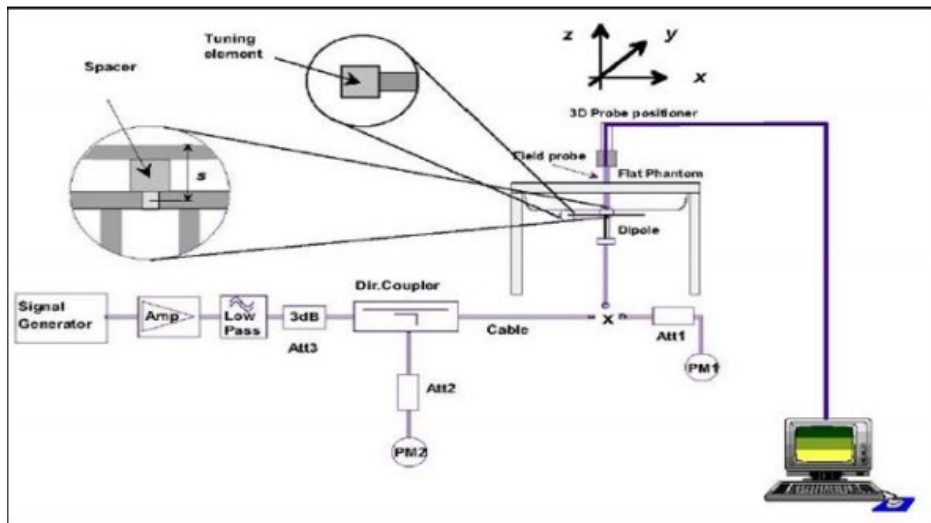 Tuning
element
Spacer
s
z
y
x
3D Probe positioner
Field probe
Flat Phantom
Dipole
Signal
Generator
Amp
Low
Pass
3dB
Att3
Dir.Coupler
Cable
x
Att1
PM1
Att2
PM2